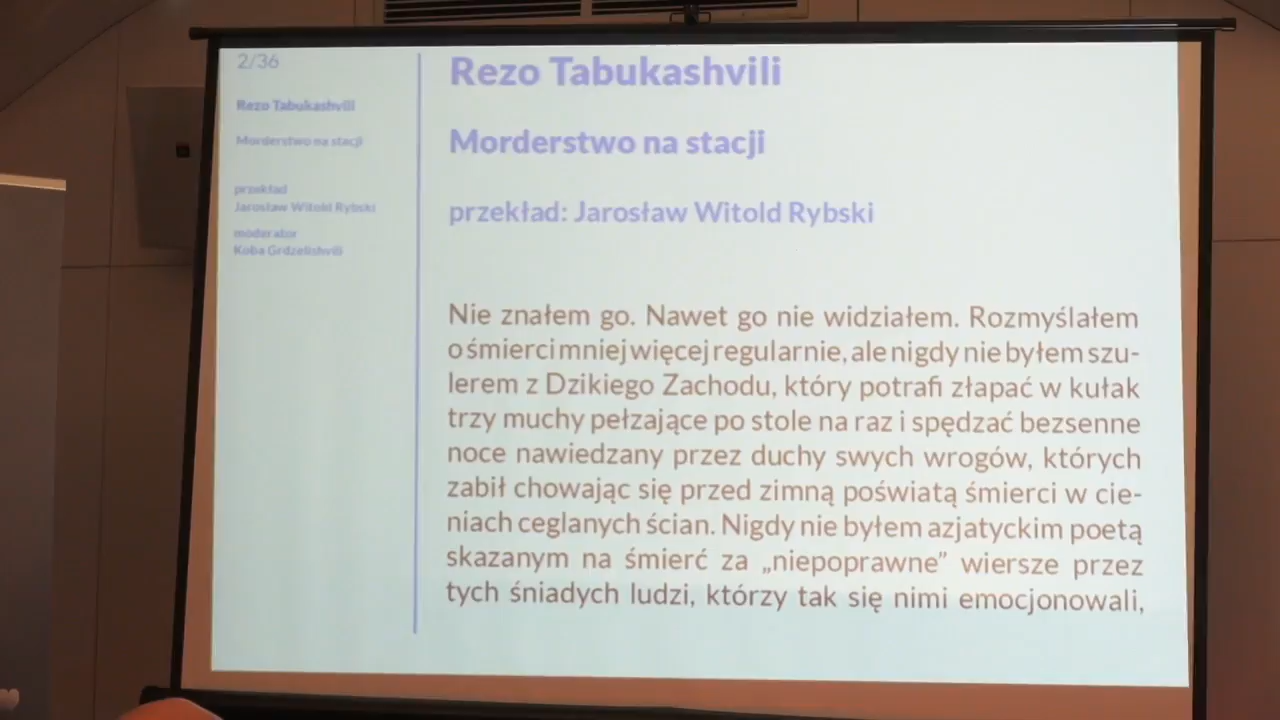 2/36
Rezo Tabukashvili
Morderstwo na stacji
przekład
Jarosław Witold Rybski
moderator
Koba Grdzelishvili
Rezo Tabukashvili
Morderstwo na stacji
przekład: Jarosław Witold Rybski
Nie znałem go. Nawet go nie widziałem. Rozmyślałem
o śmierci mniej więcej regularnie, ale nigdy nie byłem szu-
lerem z Dzikiego Zachodu, który potrafi złapać w kułak
trzy muchy pełzające po stole na raz i spędzać bezsenne
noce nawiedzany przez duchy swych wrogów, których
zabił chowając się przed zimną poświatą śmierci w cie-
niach ceglanych ścian. Nigdy nie byłem azjatyckim poetą
skazanym na śmierć za „niepoprawne” wiersze przez
tych śniadych ludzi, którzy tak się nimi emocjonowali,